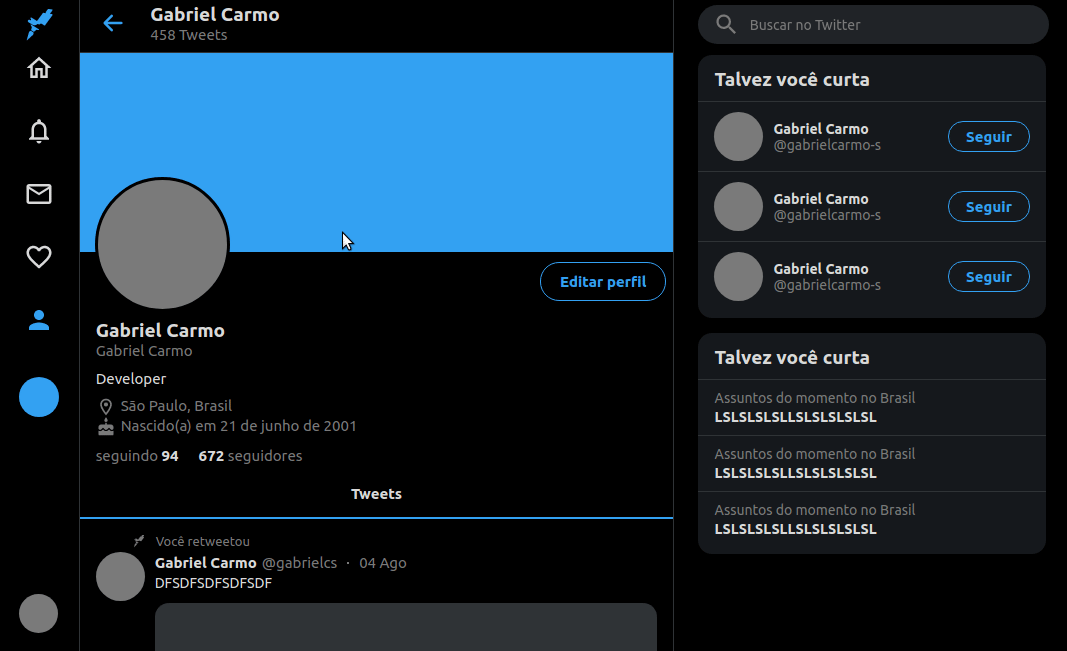 Gabriel Carmo
458 Tweets
Editar perfil
Gabriel Carmo
Gabriel Carmo
Developer
São Paulo, Brasil
Nascido(a) em 21 de junho de 2001
seguindo 94 672 seguidores
Tweets
Você retweetou
Gabriel Carmo @gabrielcs · 04 Ago
DFSDFSDFSDFSDF
Buscar no Twitter
Talvez você curta
Gabriel Carmo
@gabrielcarmo-s
Seguir
Gabriel Carmo
@gabrielcarmo-s
Seguir
Gabriel Carmo
@gabrielcarmo-s
Seguir
Talvez você curta
Assuntos do momento no Brasil
LSLSLSLSLLSLSLSLSLSL
Assuntos do momento no Brasil
LSLSLSLSLLSLSLSLSLSL
Assuntos do momento no Brasil
LSLSLSLSLLSLSLSLSLSL